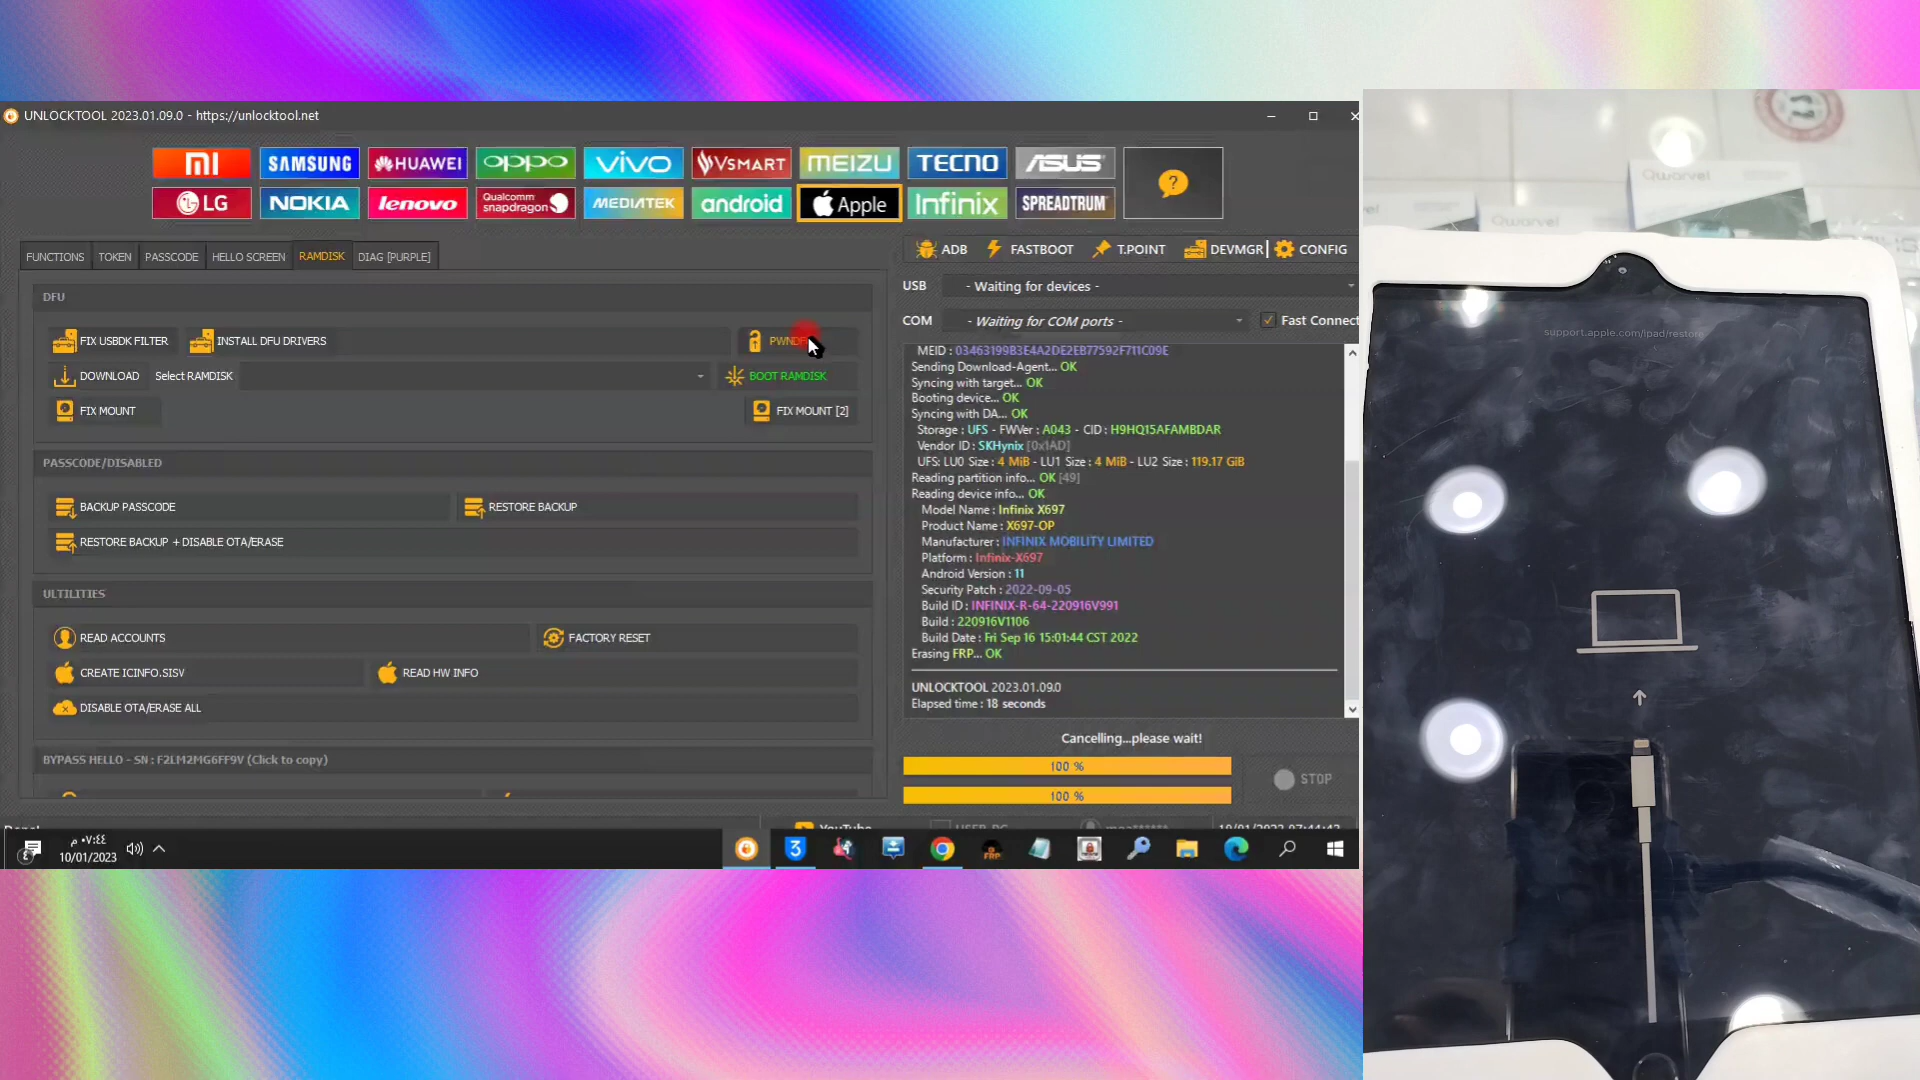 UNLOCKTOOL 2023.01.09.0 - https://unlocktool.net
MI SAMSUNG HUAWEI oppo vivo VSMART MEIZU TECNO ASUS ?
LG NOKIA lenovo Qualcomm snapdragon MEDIATEK android Apple Infinix SPREADTRUM
FUNCTIONS TOKEN PASSCODE HELLO SCREEN RAMDISK DIAG [PURPLE]
DFU
FIX USBDK FILTER INSTALL DFU DRIVERS
DOWNLOAD Select RAMDISK BOOT RAMDISK
FIX MOUNT FIX MOUNT [2]
PASSCODE/DISABLED
BACKUP PASSCODE RESTORE BACKUP
RESTORE BACKUP + DISABLE OTA/ERASE
ULTILITIES
READ ACCOUNTS FACTORY RESET
CREATE ICINFO.SISV READ HW INFO
DISABLE OTA/ERASE ALL
BYPASS HELLO - SN : F2LM2MG6FF9V (Click to copy)
ADB FASTBOOT T.POINT DEVMGR CONFIG
USB - Waiting for devices -
COM - Waiting for COM ports - Fast Connect
MEID : 03463199B3E4A2DE2EB77592F711C09E
Sending Download-Agent... OK
Syncing with target... OK
Booting device... OK
Syncing with DA... OK
Storage : UFS - FWVer : A043 - CID : H9HQ15AFAMBDAR
Vendor ID : SKHynix [0x1AD]
UFS: LU0 Size : 4 MiB - LU1 Size : 4 MiB - LU2 Size : 119.17 GiB
Reading partition info... OK [49]
Reading device info... OK
Model Name : Infinix X697
Product Name : X697-OP
Manufacturer : INFINIX MOBILITY LIMITED
Platform : Infinix-X697
Android Version : 11
Security Patch : 2022-09-05
Build ID : INFINIX-R-64-220916V991
Build : 220916V1106
Build Date : Fri Sep 16 15:01:44 CST 2022
Erasing FRP... OK
UNLOCKTOOL 2023.01.09.0
Elapsed time : 18 seconds
Cancelling...please wait!
100 %
100 %
STOP
YouTube
٠٧:٤٤ م
10/01/2023
3
FRP
Qwarvel
Qwarvel
support.apple.com/ipad/restore